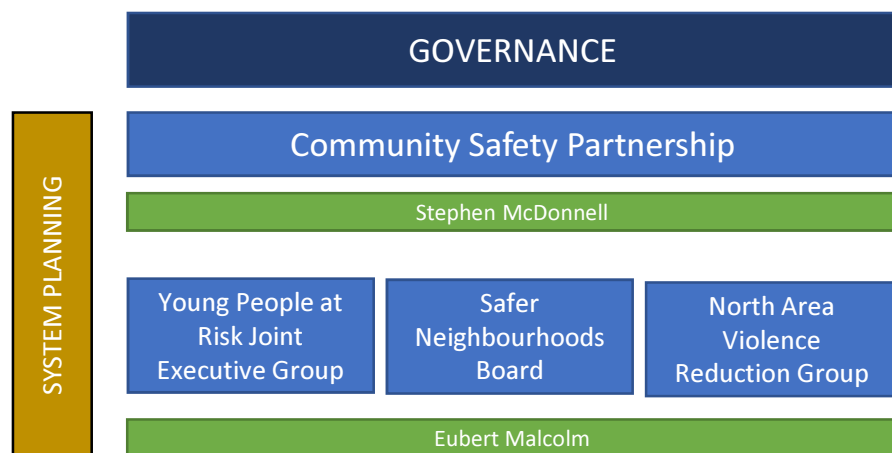 GOVERNANCE
SYSTEM PLANNING
Community Safety Partnership
Stephen McDonnell
Young People at
Risk Joint
Executive Group
Safer
Neighbourhoods
Board
North Area
Violence
Reduction Group
Eubert Malcolm